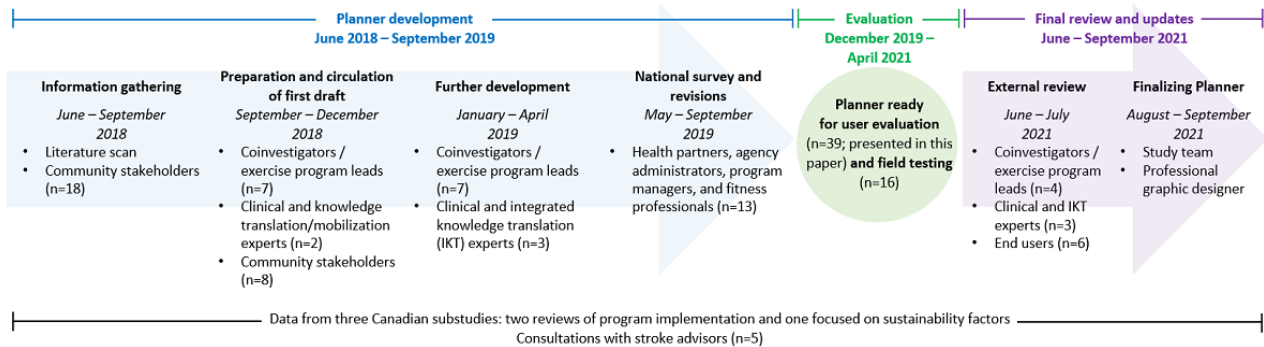 Planner development
June 2018 – September 2019
Evaluation
December 2019 –
April 2021
Final review and updates
June – September 2021
Information gathering
June – September
2018
• Literature scan
• Community stakeholders
(n=18)
Preparation and circulation
of first draft
September – December
2018
• Coinvestigators /
exercise program leads
(n=7)
• Clinical and knowledge
translation/mobilization
experts (n=2)
• Community stakeholders
(n=8)
Further development
January – April
2019
• Coinvestigators /
exercise program leads
(n=7)
• Clinical and integrated
knowledge translation
(IKT) experts (n=3)
National survey and
revisions
May – September
2019
• Health partners, agency
administrators, program
managers, and fitness
professionals (n=13)
Planner ready
for user evaluation
(n=39; presented in this
paper) and field testing
(n=16)
External review
June – July
2021
• Coinvestigators /
exercise program
leads (n=4)
• Clinical and IKT
experts (n=3)
• End users (n=6)
Finalizing Planner
August – September
2021
• Study team
• Professional
graphic designer
Data from three Canadian substudies: two reviews of program implementation and one focused on sustainability factors
Consultations with stroke advisors (n=5)